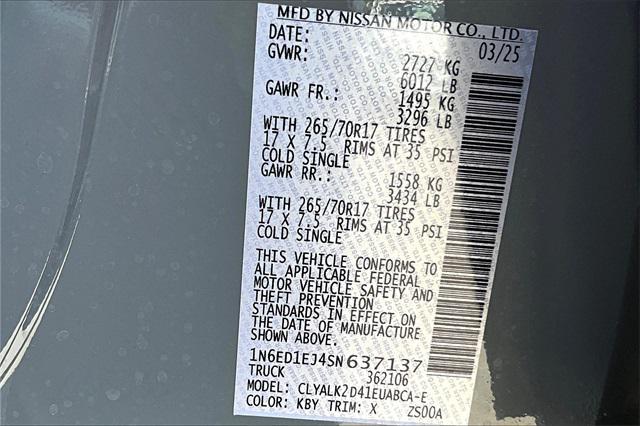 MFD BY NISSAN MOTOR CO., LTD.
DATE: 03/25
GVWR: 2727 KG
6012 LB
GAWR FR.: 1495 KG
3296 LB
WITH 265/70R17 TIRES
17 X 7.5 RIMS AT 35 PSI
COLD SINGLE
GAWR RR.: 1558 KG
3434 LB
WITH 265/70R17 TIRES
17 X 7.5 RIMS AT 35 PSI
COLD SINGLE
THIS VEHICLE CONFORMS TO
ALL APPLICABLE FEDERAL
MOTOR VEHICLE SAFETY AND
THEFT PREVENTION
STANDARDS IN EFFECT ON
THE DATE OF MANUFACTURE
SHOWN ABOVE.
1N6ED1EJ4SN637137
TRUCK 362106
MODEL: CLYALK2D41EUABCA-E
COLOR: KBY TRIM: X ZS00A